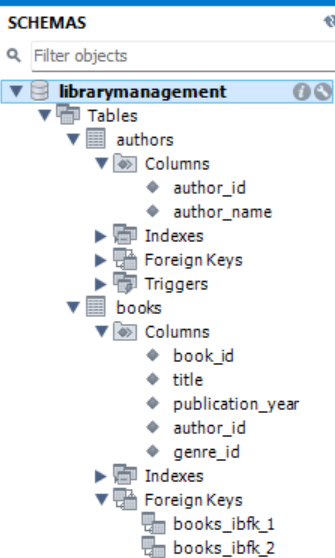 SCHEMAS
Filter objects
librarymanagement
Tables
authors
Columns
author_id
author_name
Indexes
Foreign Keys
Triggers
books
Columns
book_id
title
publication_year
author_id
genre_id
Indexes
Foreign Keys
books_ibfk_1
books_ibfk_2